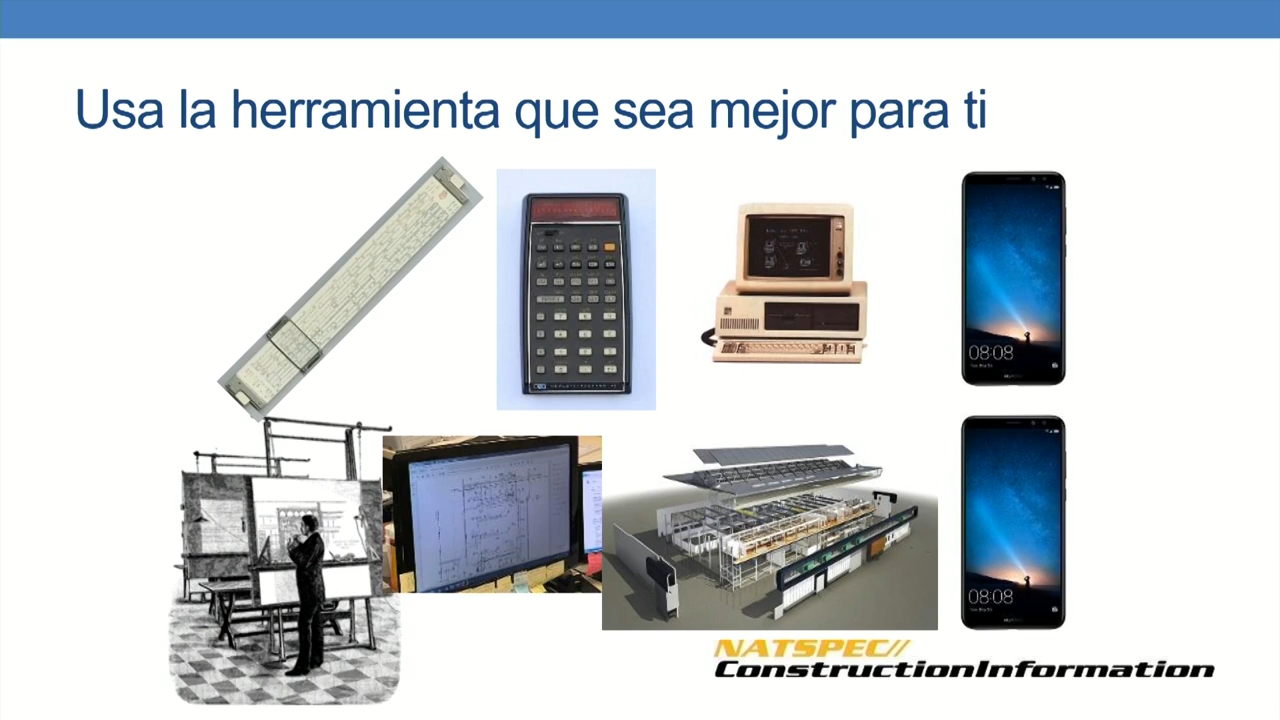 Usa la herramienta que sea mejor para ti
08:08
08:08
NATSPEC//
ConstructionInformation